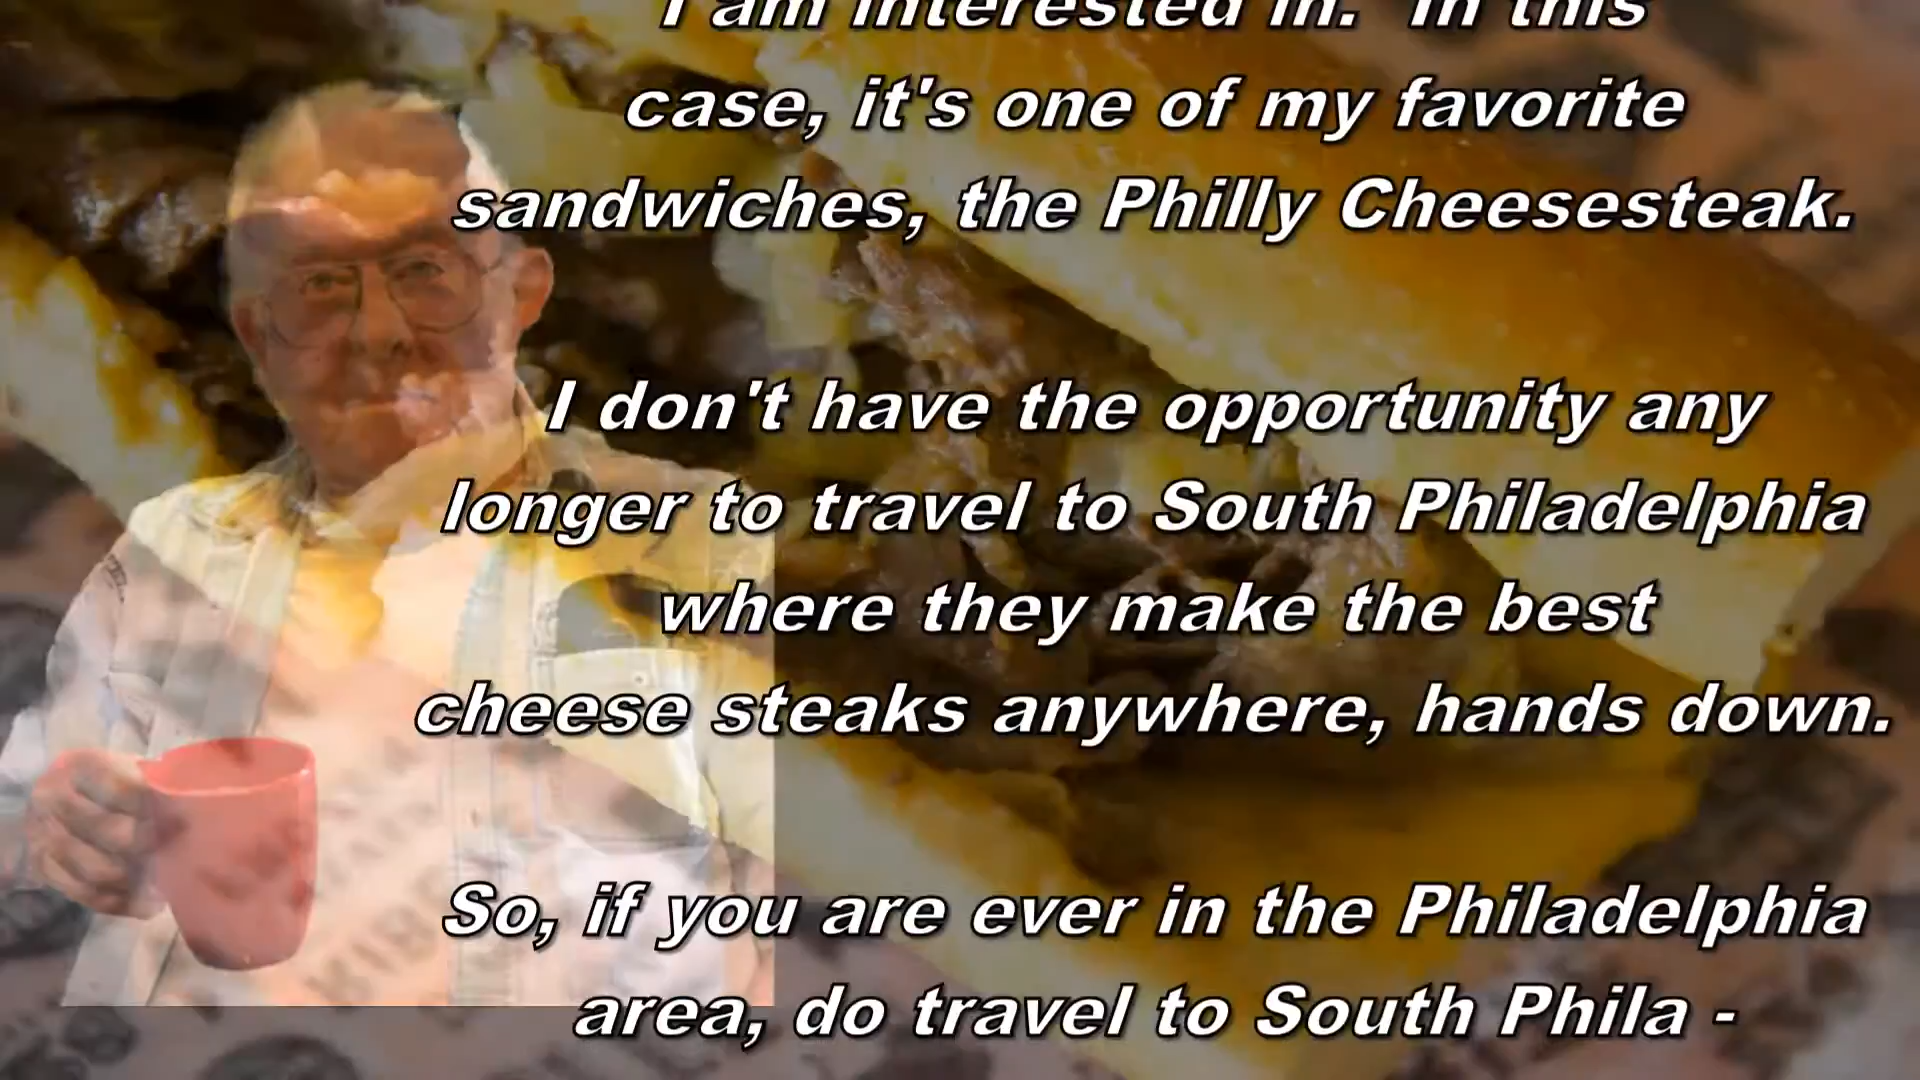 I am interested in. In this
case, it's one of my favorite
sandwiches, the Philly Cheesesteak.
I don't have the opportunity any
longer to travel to South Philadelphia
where they make the best
cheese steaks anywhere, hands down.
So, if you are ever in the Philadelphia
area, do travel to South Phila -